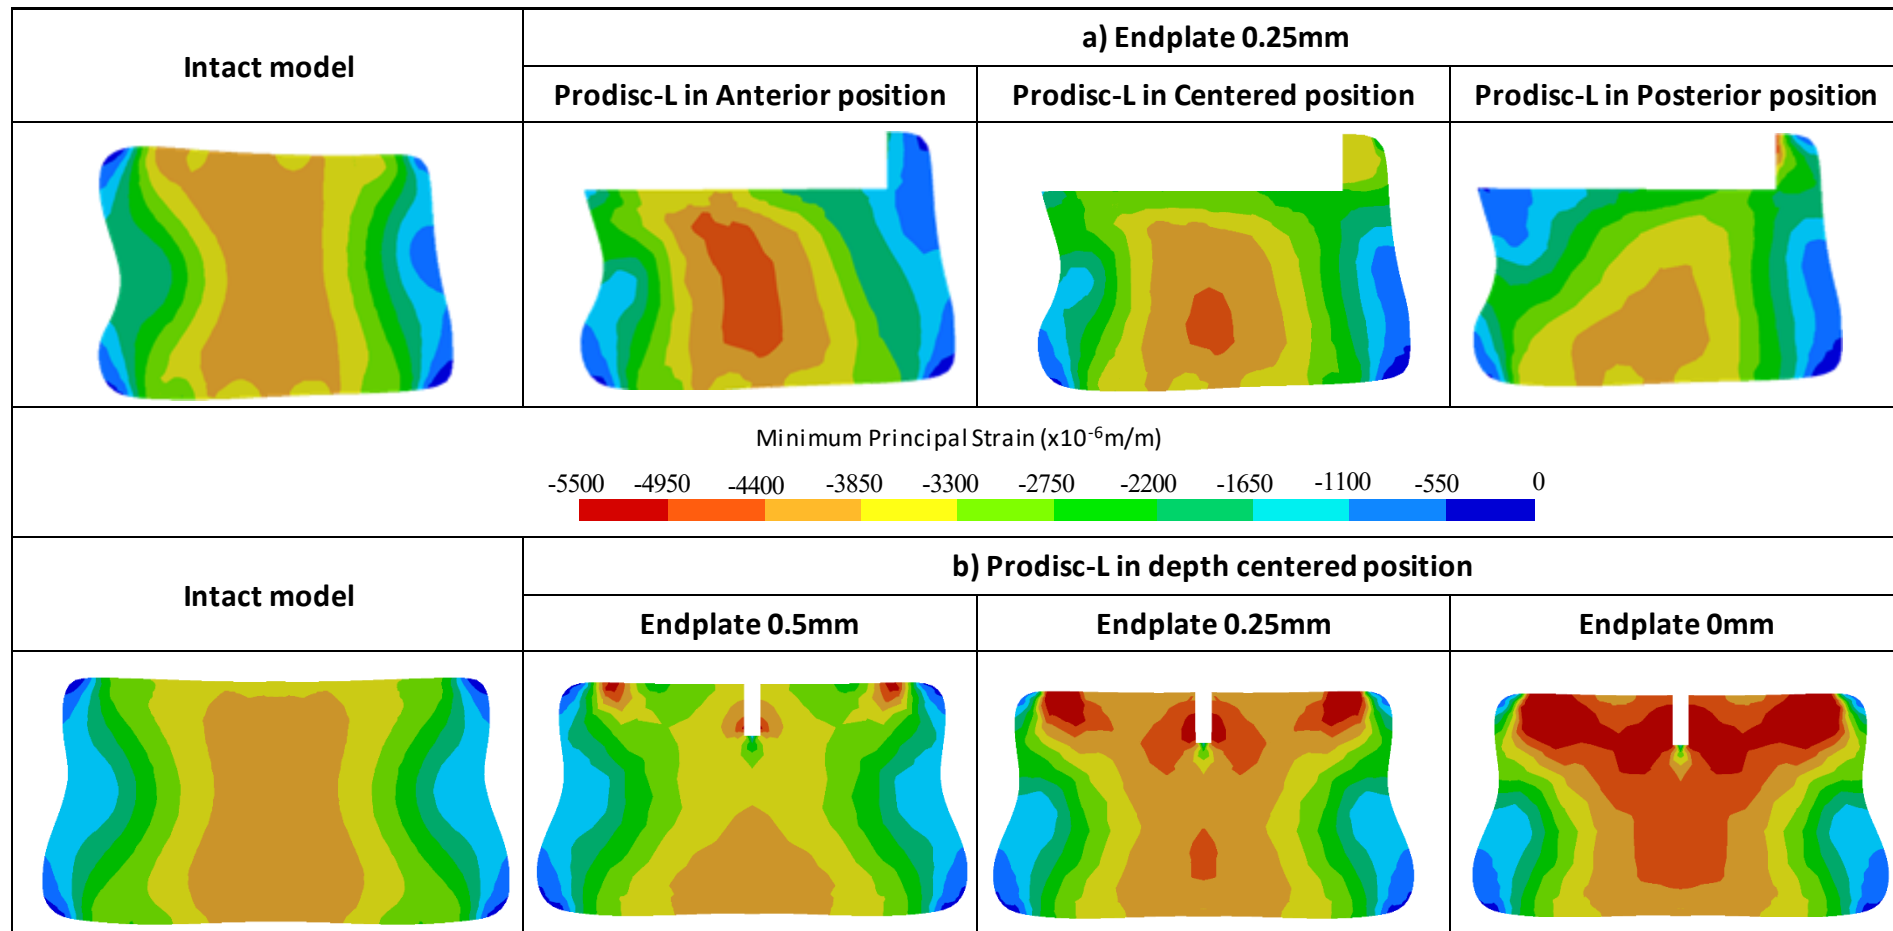 Intact model
a) Endplate 0.25mm
Prodisc-L in Anterior position
Prodisc-L in Centered position
Prodisc-L in Posterior position
Minimum Principal Strain (x10⁻⁶m/m)
-5500 -4950 -4400 -3850 -3300 -2750 -2200 -1650 -1100 -550 0
Intact model
b) Prodisc-L in depth centered position
Endplate 0.5mm
Endplate 0.25mm
Endplate 0mm